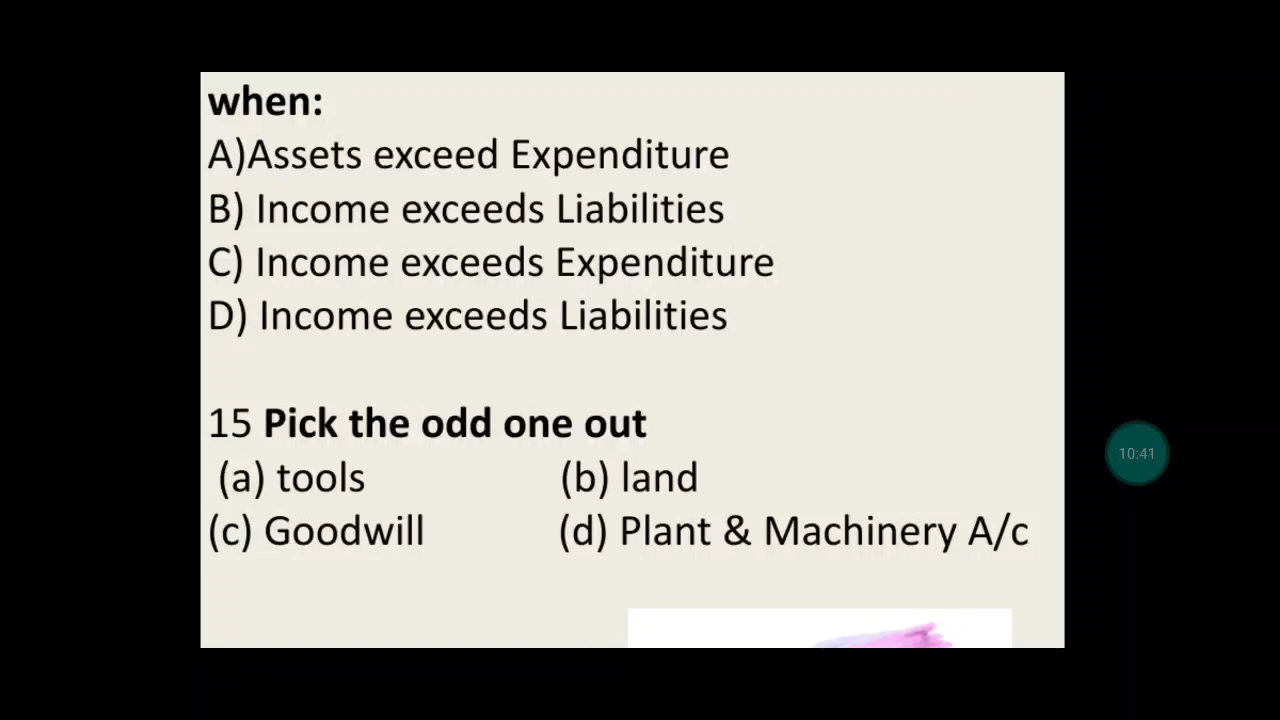 when:
A)Assets exceed Expenditure
B) Income exceeds Liabilities
C) Income exceeds Expenditure
D) Income exceeds Liabilities
15 Pick the odd one out
(a) tools (b) land
(c) Goodwill (d) Plant & Machinery A/c
10:41